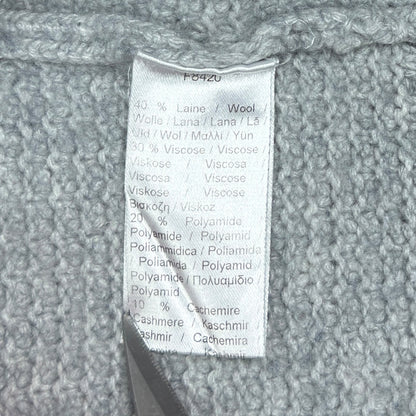 F8420
40 % Laine / Wool /
Wolle / Lana / Lana / Lã /
Uld / Wol / Μαλλι / Yün
30 % Viscose / Viscose /
Viskose / Viscosa /
Viscosa / Viscose /
Viskose / Viscose /
Βισκόζη / Viskoz
20 % Polyamide /
Polyamide / Polyamid /
Poliammidica / Poliamida
/ Poliamida / Polyamid /
Polyamide / Πολυαμίδιο /
Polyamid
10 % Cachemire
Cashmere / Kaschmir
Cashmir / Cachemira